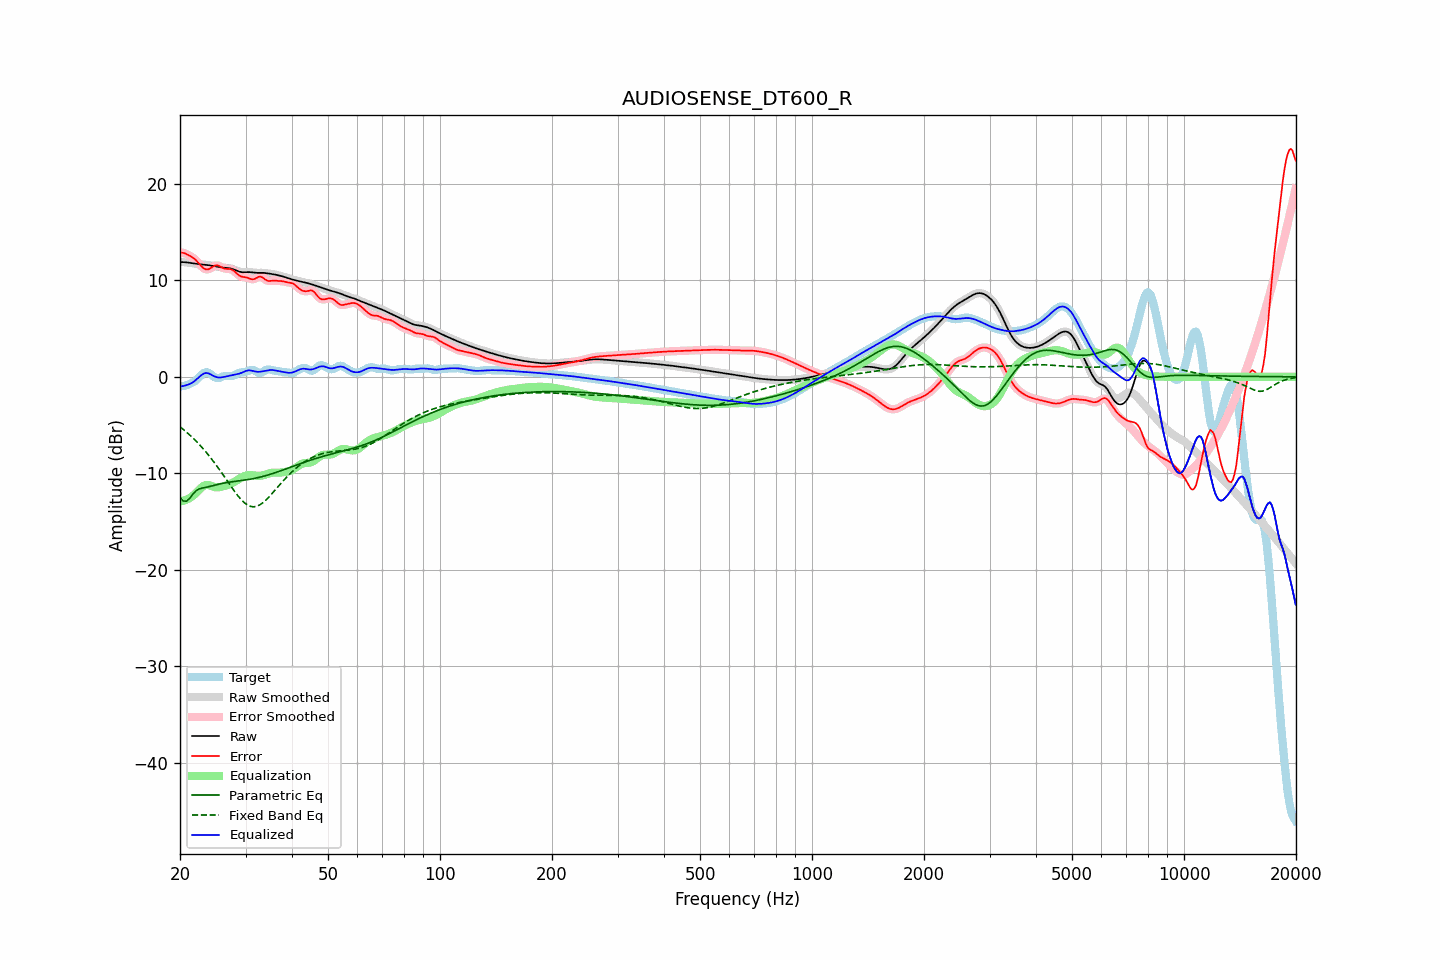 AUDIOSENSE_DT600_R
Amplitude (dBr)
20
10
0
−10
−20
−30
−40
Target
Raw Smoothed
Error Smoothed
Raw
Error
Equalization
Parametric Eq
Fixed Band Eq
Equalized
20 50 100 200 500 1000 2000 5000 10000 20000
Frequency (Hz)